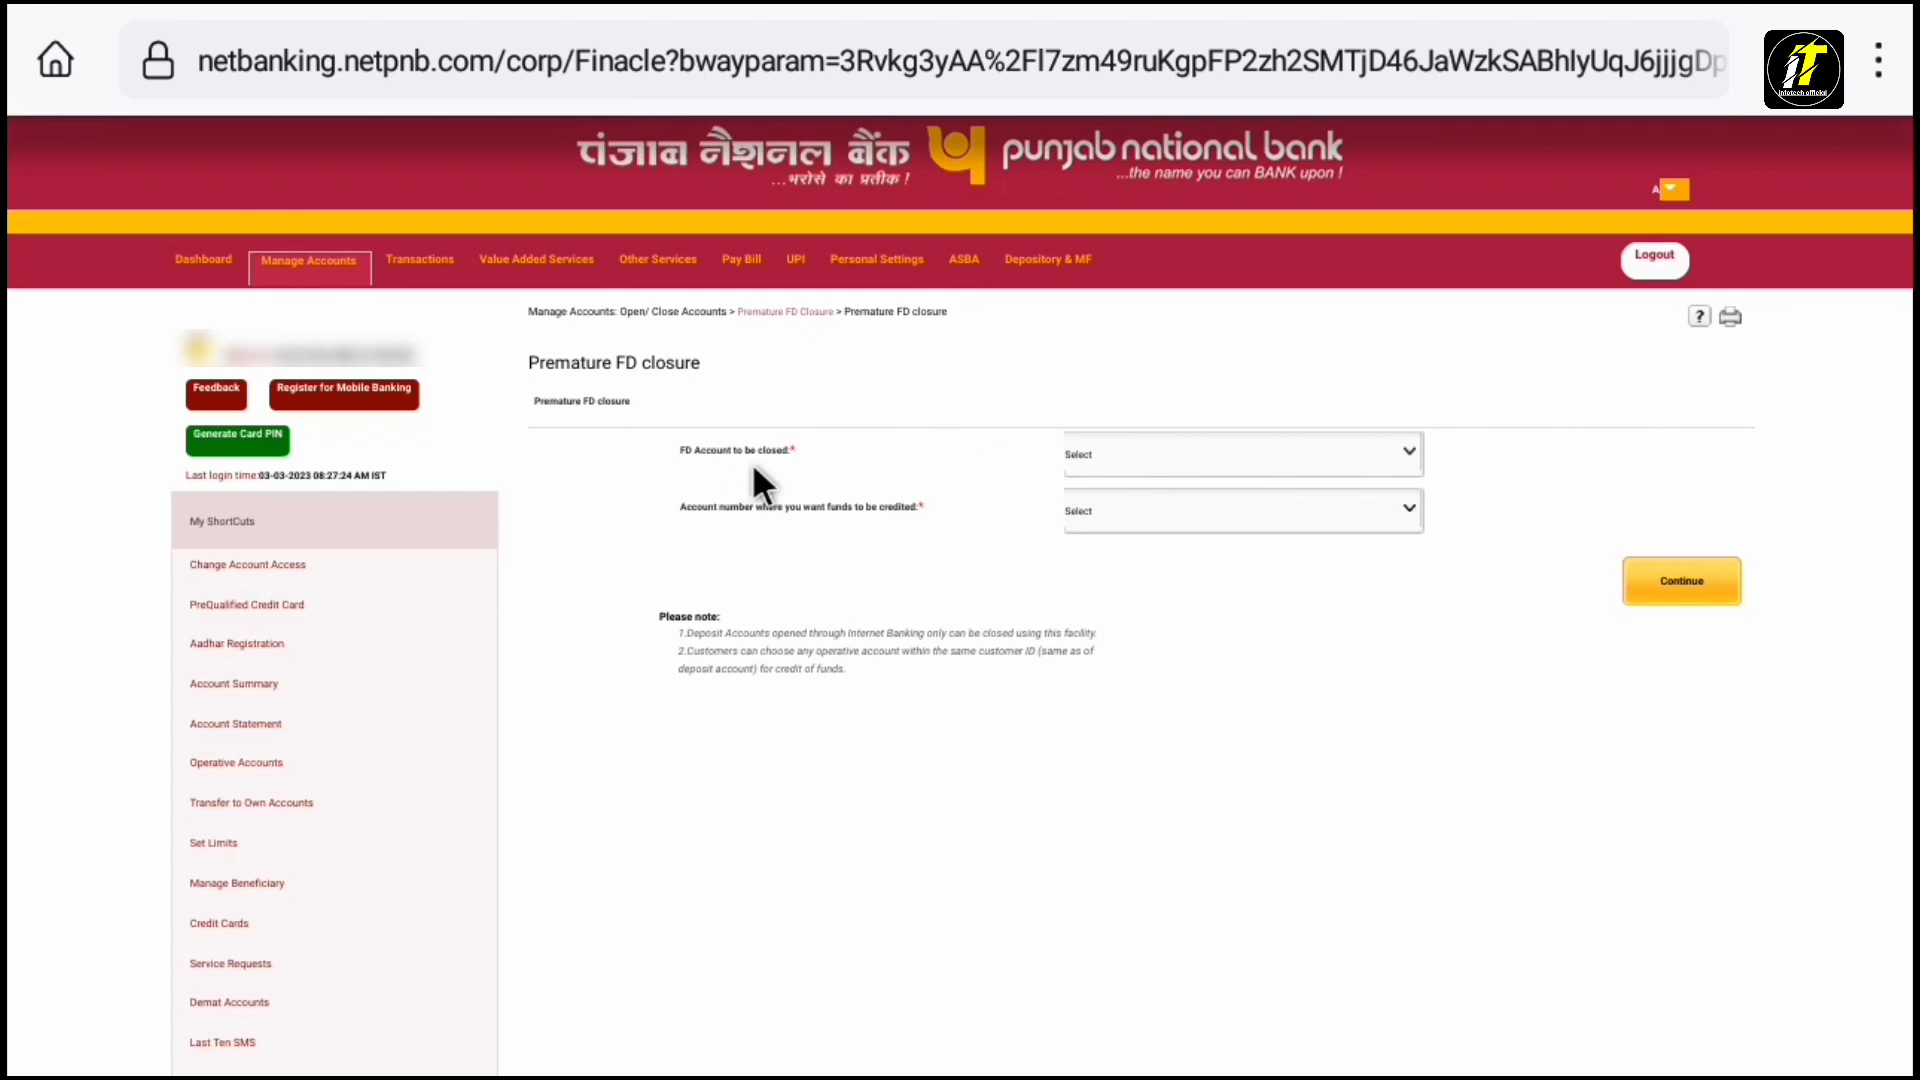 netbanking.netpnb.com/corp/Finacle?bwayparam=3Rvkg3yAA%2Fl7zm49ruKgpFP2zh2SMTjD46JaWzkSABhIyUqJ6jjjgDp
iT
infotech official
पंजाब नैशनल बैंक
...भरोसे का प्रतीक !
punjab national bank
...the name you can BANK upon !
A
Dashboard
Manage Accounts
Transactions
Value Added Services
Other Services
Pay Bill
UPI
Personal Settings
ASBA
Depository & MF
Logout
Manage Accounts: Open/ Close Accounts > Premature FD Closure > Premature FD closure
?
Premature FD closure
Feedback
Register for Mobile Banking
Premature FD closure
Generate Card PIN
Last login time:03-03-2023 08:27:24 AM IST
FD Account to be closed:*
Select
Account number where you want funds to be credited:*
Select
Continue
Please note:
1.Deposit Accounts opened through Internet Banking only can be closed using this facility.
2.Customers can choose any operative account within the same customer ID (same as of
deposit account) for credit of funds.
My ShortCuts
Change Account Access
PreQualified Credit Card
Aadhar Registration
Account Summary
Account Statement
Operative Accounts
Transfer to Own Accounts
Set Limits
Manage Beneficiary
Credit Cards
Service Requests
Demat Accounts
Last Ten SMS